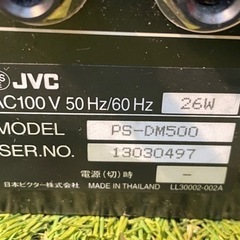 JVC
AC100 V 50 Hz/60 Hz 26W
MODEL PS-DM500
SER.NO. 13030497
電源(切)時 -
日本ビクター株式会社 MADE IN THAILAND LL30002-002A